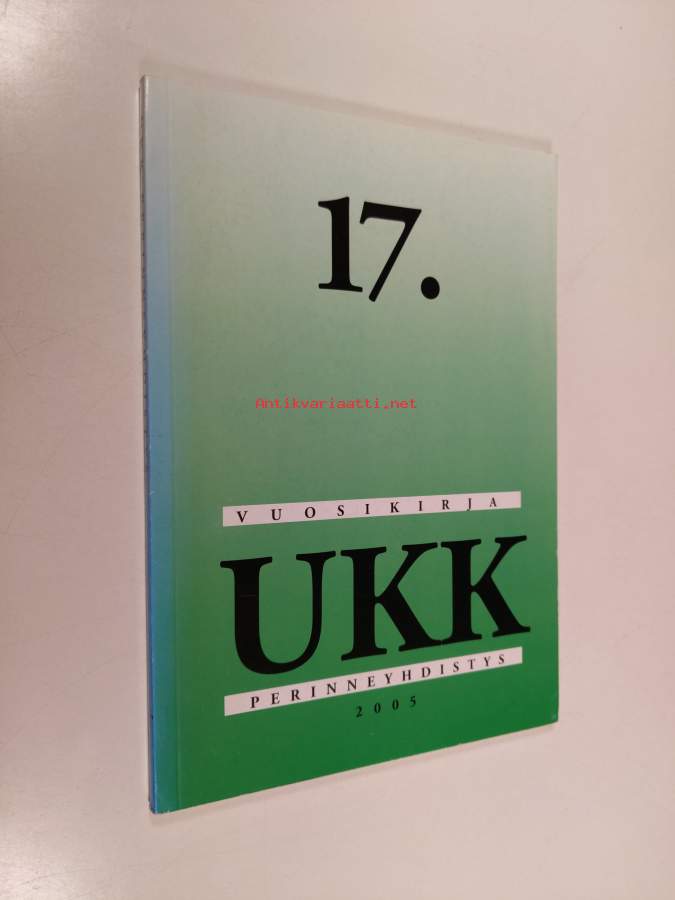 17.
Antikvariaatti.net
VUOSIKIRJA
UKK
PERINNEYHDISTYS
2005